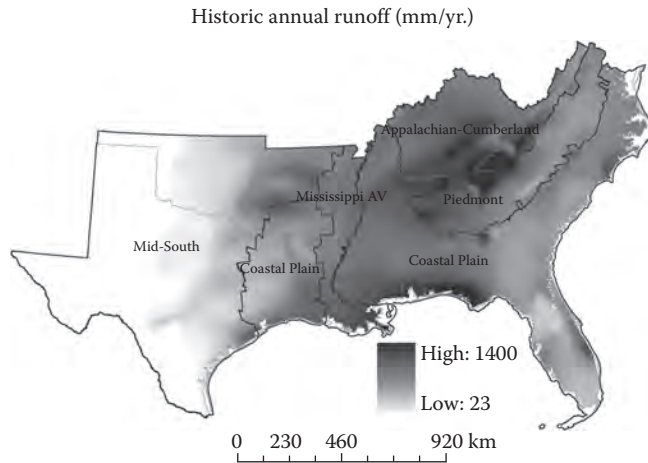 Historic annual runoff (mm/yr.)
Appalachian-Cumberland
Mississippi AV
Piedmont
Mid-South
Coastal Plain
Coastal Plain
High: 1400
Low: 23
0 230 460 920 km